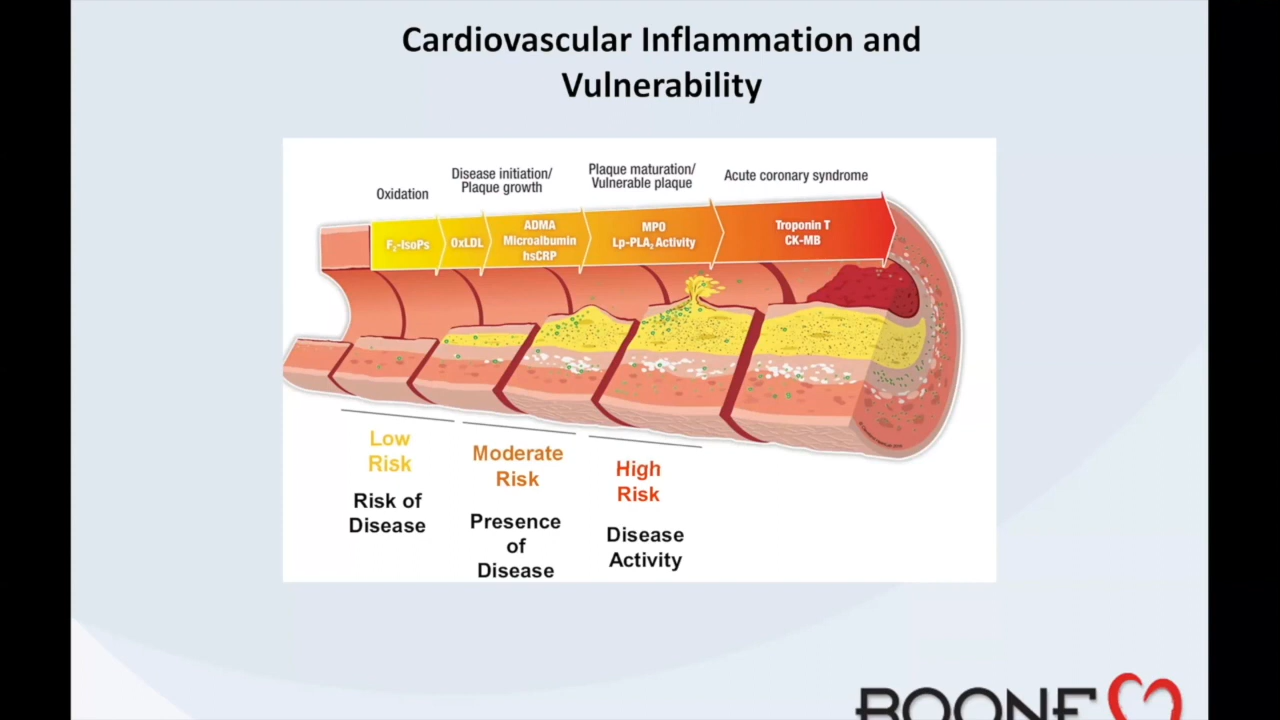 Cardiovascular Inflammation and
Vulnerability
Oxidation
Disease initiation/
Plaque growth
Plaque maturation/
Vulnerable plaque
Acute coronary syndrome
F₂-IsoPs
OxLDL
ADMA
Microalbumin
hsCRP
MPO
Lp-PLA₂ Activity
Troponin T
CK-MB
Low
Risk
Risk of
Disease
Moderate
Risk
Presence
of
Disease
High
Risk
Disease
Activity
BOONE